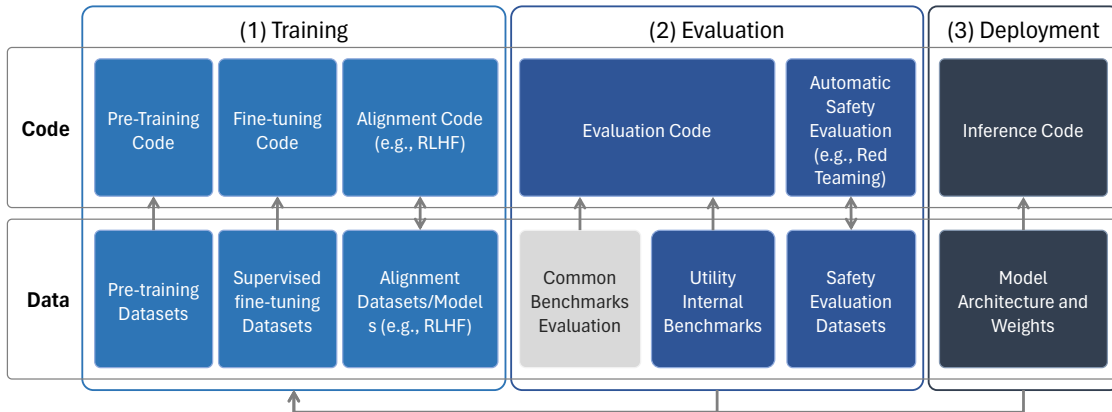 (1) Training
(2) Evaluation
(3) Deployment
Code
Pre-Training
Code
Fine-tuning
Code
Alignment Code
(e.g., RLHF)
Evaluation Code
Automatic
Safety
Evaluation
(e.g., Red
Teaming)
Inference Code
Data
Pre-training
Datasets
Supervised
fine-tuning
Datasets
Alignment
Datasets/Model
s (e.g., RLHF)
Common
Benchmarks
Evaluation
Utility
Internal
Benchmarks
Safety
Evaluation
Datasets
Model
Architecture and
Weights